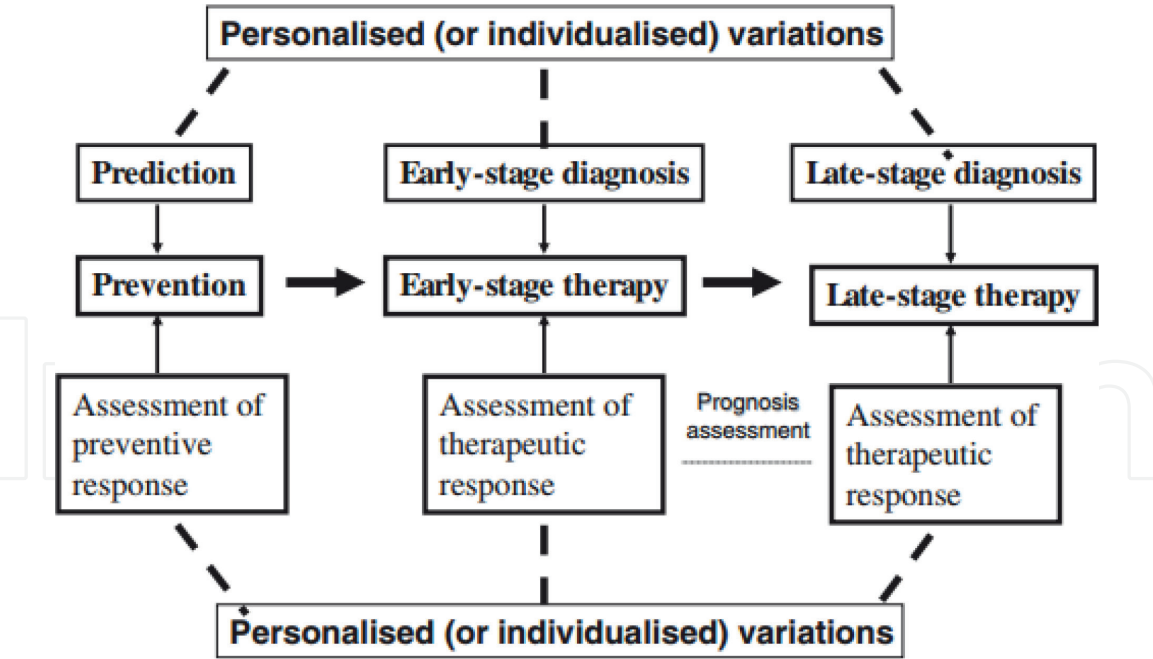 Personalised (or individualised) variations
Prediction
Early-stage diagnosis
Late-stage diagnosis
Prevention
Early-stage therapy
Late-stage therapy
Assessment of
preventive
response
Assessment of
therapeutic
response
Prognosis
assessment
Assessment of
therapeutic
response
Personalised (or individualised) variations